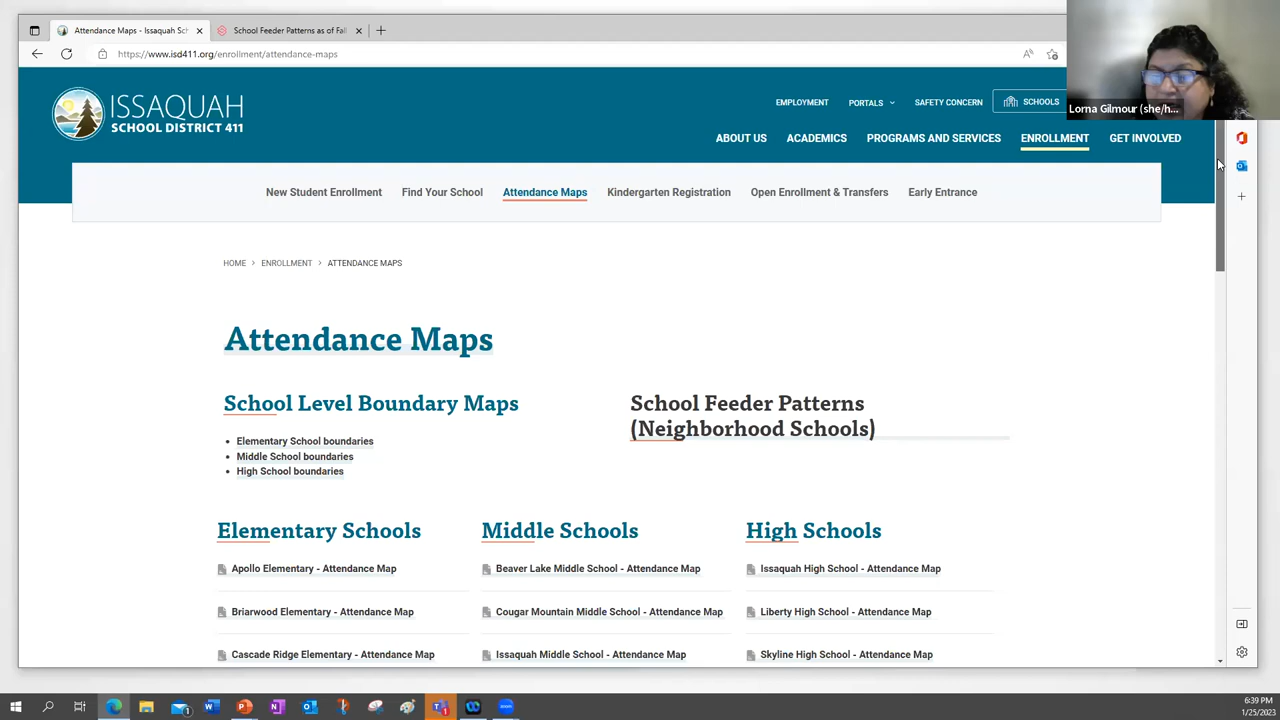 Attendance Maps - Issaquah Sch
School Feeder Patterns as of Fall
https://www.isd411.org/enrollment/attendance-maps
Lorna Gilmour (she/h...
ISSAQUAH
SCHOOL DISTRICT 411
EMPLOYMENT
PORTALS
SAFETY CONCERN
SCHOOLS
ABOUT US
ACADEMICS
PROGRAMS AND SERVICES
ENROLLMENT
GET INVOLVED
New Student Enrollment
Find Your School
Attendance Maps
Kindergarten Registration
Open Enrollment & Transfers
Early Entrance
HOME > ENROLLMENT > ATTENDANCE MAPS
Attendance Maps
School Level Boundary Maps
Elementary School boundaries
Middle School boundaries
High School boundaries
School Feeder Patterns
(Neighborhood Schools)
Elementary Schools
Apollo Elementary - Attendance Map
Briarwood Elementary - Attendance Map
Cascade Ridge Elementary - Attendance Map
Middle Schools
Beaver Lake Middle School - Attendance Map
Cougar Mountain Middle School - Attendance Map
Issaquah Middle School - Attendance Map
High Schools
Issaquah High School - Attendance Map
Liberty High School - Attendance Map
Skyline High School - Attendance Map
6:39 PM
1/25/2023